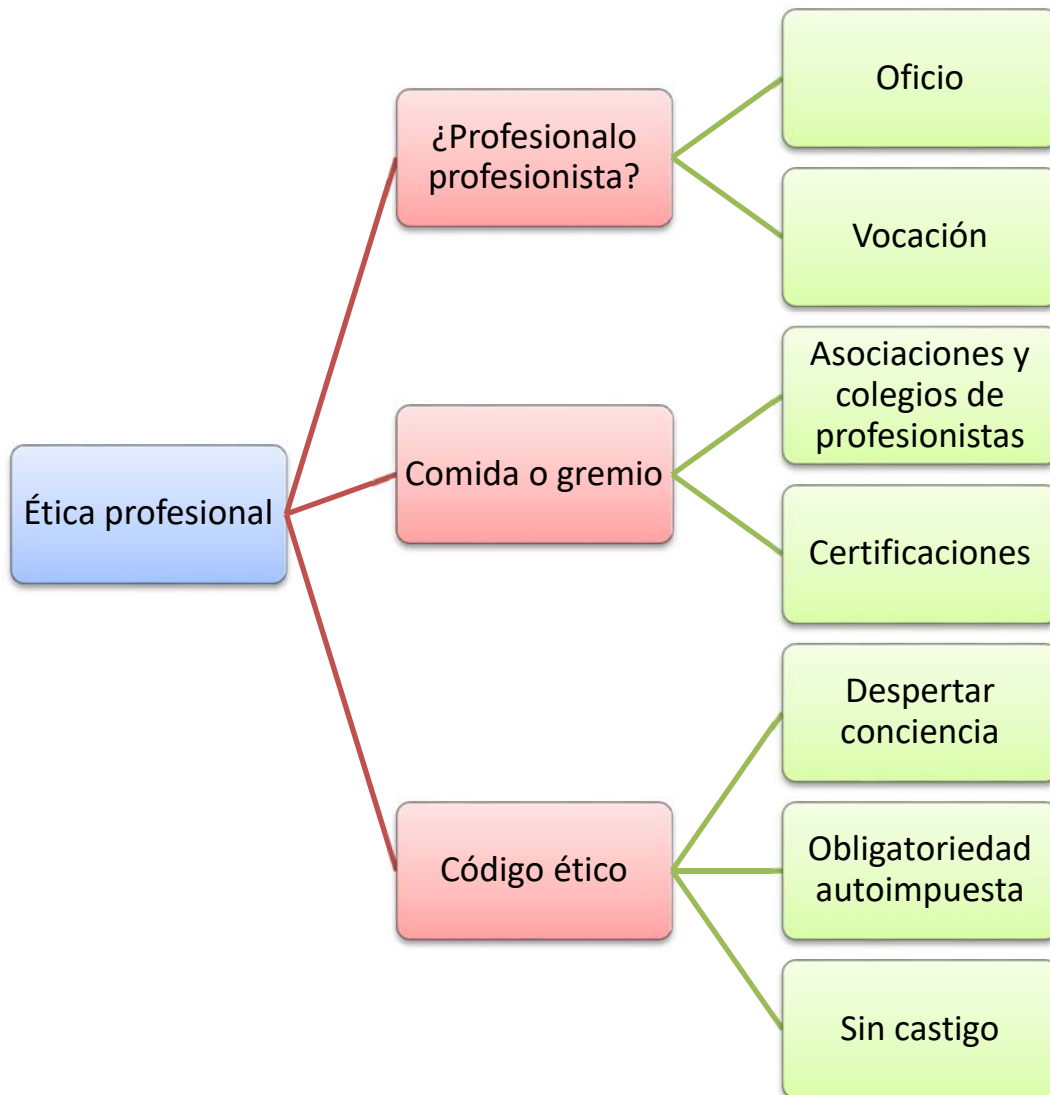 Ética profesional
¿Profesionalo
profesionista?
Oficio
Vocación
Comida o gremio
Asociaciones y
colegios de
profesionistas
Certificaciones
Código ético
Despertar
conciencia
Obligatoriedad
autoimpuesta
Sin castigo